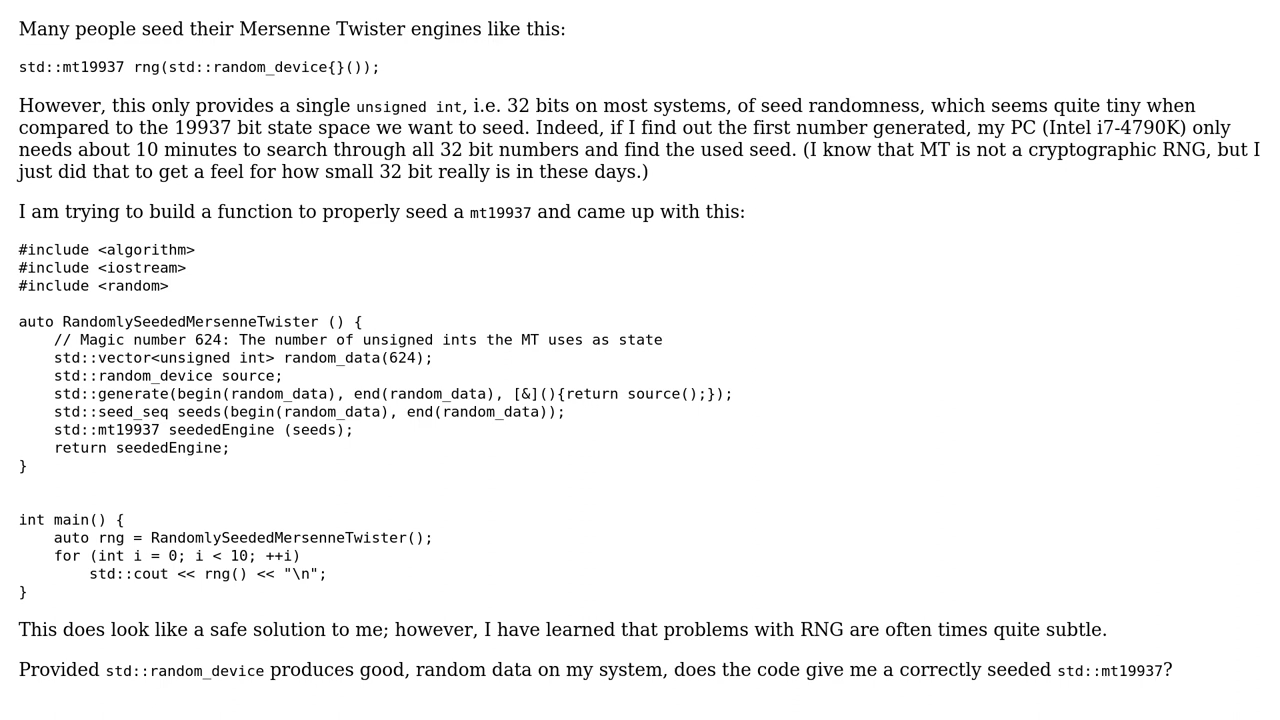 Many people seed their Mersenne Twister engines like this:
std::mt19937 rng(std::random_device{}());
However, this only provides a single unsigned int, i.e. 32 bits on most systems, of seed randomness, which seems quite tiny when
compared to the 19937 bit state space we want to seed. Indeed, if I find out the first number generated, my PC (Intel i7-4790K) only
needs about 10 minutes to search through all 32 bit numbers and find the used seed. (I know that MT is not a cryptographic RNG, but I
just did that to get a feel for how small 32 bit really is in these days.)
I am trying to build a function to properly seed a mt19937 and came up with this:
#include <algorithm>
#include <iostream>
#include <random>
auto RandomlySeededMersenneTwister () {
    // Magic number 624: The number of unsigned ints the MT uses as state
    std::vector<unsigned int> random_data(624);
    std::random_device source;
    std::generate(begin(random_data), end(random_data), [&](){return source();});
    std::seed_seq seeds(begin(random_data), end(random_data));
    std::mt19937 seededEngine (seeds);
    return seededEngine;
}
int main() {
    auto rng = RandomlySeededMersenneTwister();
    for (int i = 0; i < 10; ++i)
        std::cout << rng() << "\n";
}
This does look like a safe solution to me; however, I have learned that problems with RNG are often times quite subtle.
Provided std::random_device produces good, random data on my system, does the code give me a correctly seeded std::mt19937?